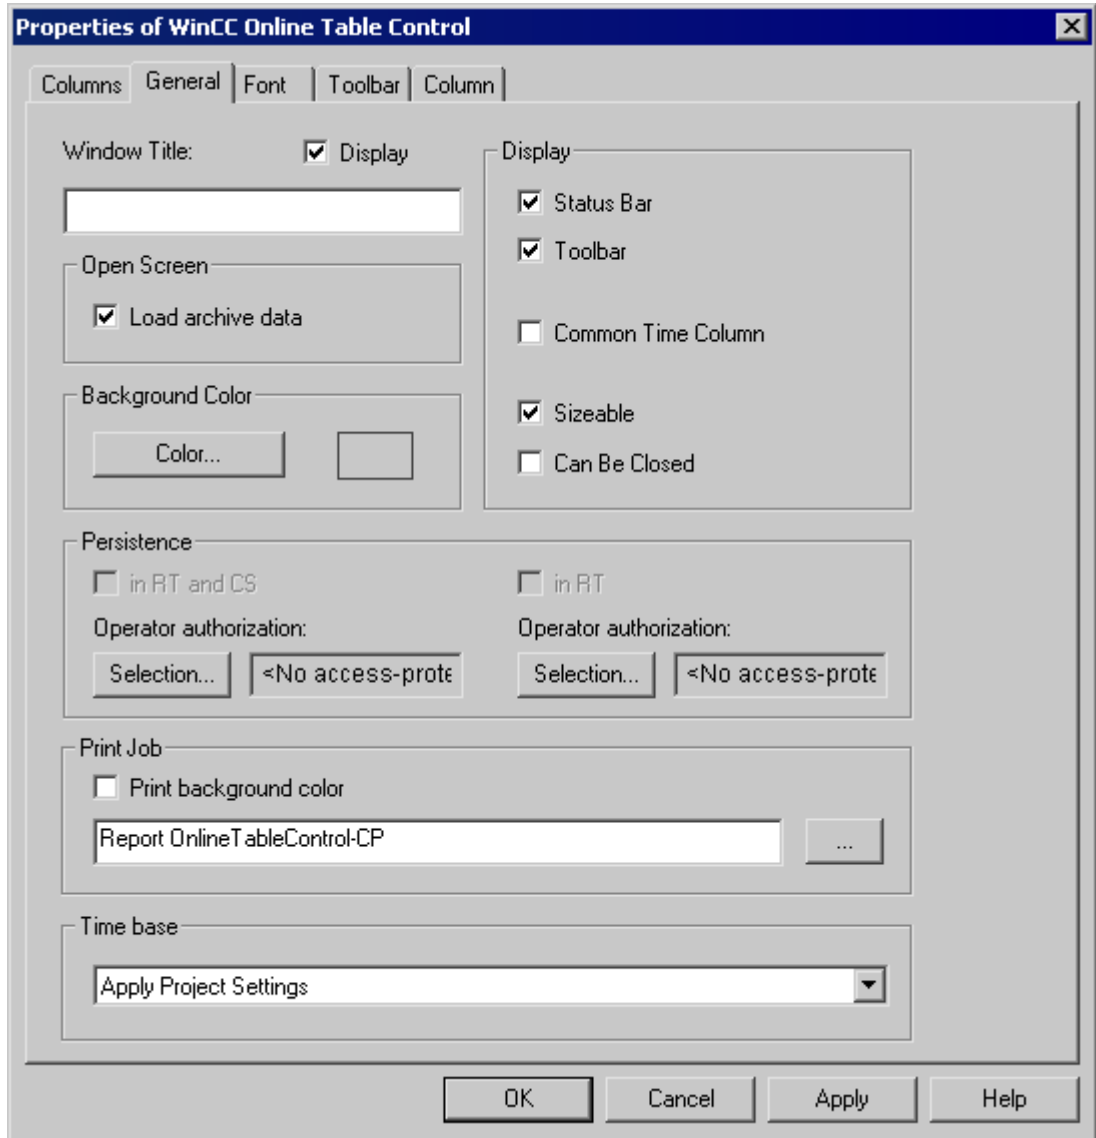 Properties of WinCC Online Table Control
Columns General Font Toolbar Column
Window Title: Display
Open Screen
Load archive data
Background Color
Color...
Display
Status Bar
Toolbar
Common Time Column
Sizeable
Can Be Closed
Persistence
in RT and CS in RT
Operator authorization: Operator authorization:
Selection... <No access-prote Selection... <No access-prote
Print Job
Print background color
Report OnlineTableControl-CP ...
Time base
Apply Project Settings
OK Cancel Apply Help